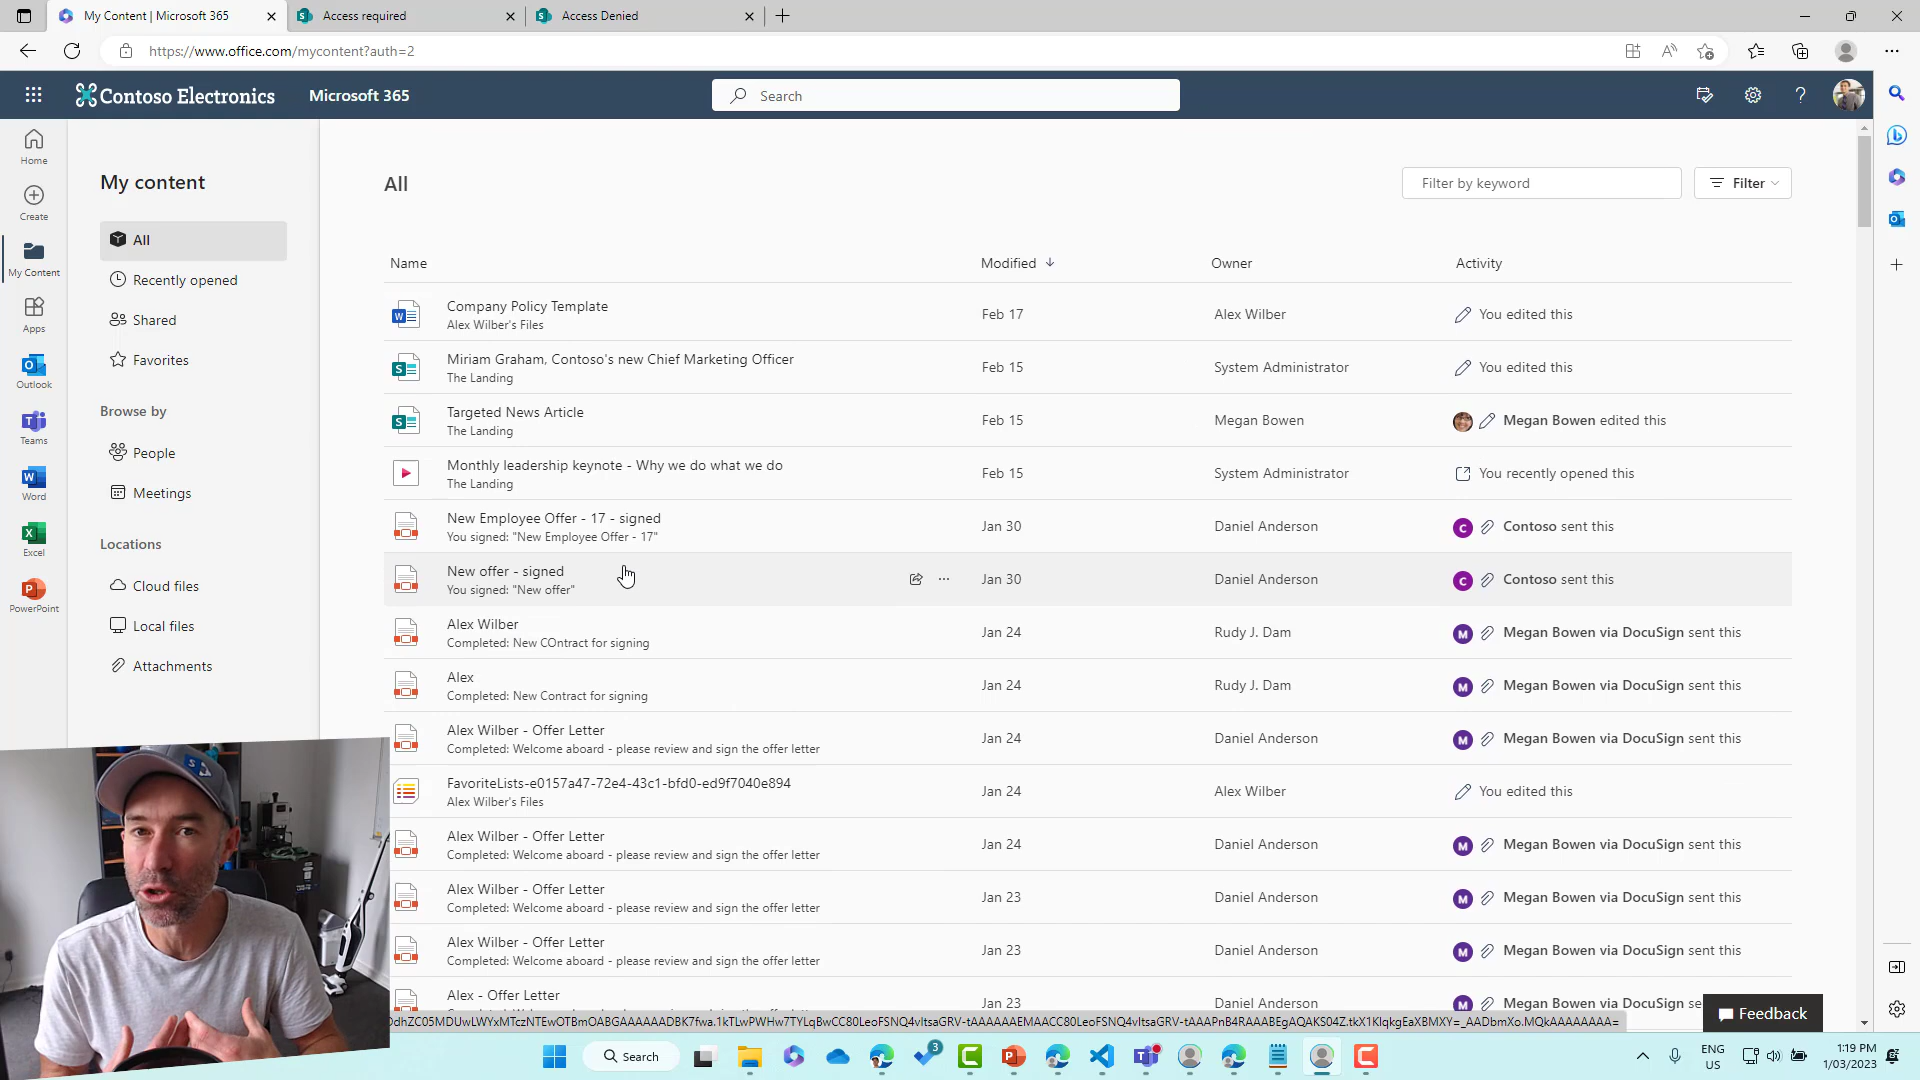 My Content | Microsoft 365
Access required
Access Denied
https://www.office.com/mycontent?auth=2
Contoso Electronics
Microsoft 365
Search
Home
Create
My Content
Apps
Outlook
Teams
Word
Excel
PowerPoint
My content
All
Recently opened
Shared
Favorites
Browse by
People
Meetings
Locations
Cloud files
Local files
Attachments
All
Filter by keyword
Filter
Name Modified Owner Activity
Company Policy Template
Alex Wilber's Files
Feb 17 Alex Wilber You edited this
Miriam Graham, Contoso's new Chief Marketing Officer
The Landing
Feb 15 System Administrator You edited this
Targeted News Article
The Landing
Feb 15 Megan Bowen Megan Bowen edited this
Monthly leadership keynote - Why we do what we do
The Landing
Feb 15 System Administrator You recently opened this
New Employee Offer - 17 - signed
You signed: "New Employee Offer - 17"
Jan 30 Daniel Anderson C Contoso sent this
New offer - signed
You signed: "New offer"
Jan 30 Daniel Anderson C Contoso sent this
Alex Wilber
Completed: New COntract for signing
Jan 24 Rudy J. Dam M Megan Bowen via DocuSign sent this
Alex
Completed: New Contract for signing
Jan 24 Rudy J. Dam M Megan Bowen via DocuSign sent this
Alex Wilber - Offer Letter
Completed: Welcome aboard - please review and sign the offer letter
Jan 24 Daniel Anderson M Megan Bowen via DocuSign sent this
FavoriteLists-e0157a47-72e4-43c1-bfd0-ed9f7040e894
Alex Wilber's Files
Jan 24 Alex Wilber You edited this
Alex Wilber - Offer Letter
Completed: Welcome aboard - please review and sign the offer letter
Jan 24 Daniel Anderson M Megan Bowen via DocuSign sent this
Alex Wilber - Offer Letter
Completed: Welcome aboard - please review and sign the offer letter
Jan 23 Daniel Anderson M Megan Bowen via DocuSign sent this
Alex Wilber - Offer Letter
Completed: Welcome aboard - please review and sign the offer letter
Jan 23 Daniel Anderson M Megan Bowen via DocuSign sent this
Alex - Offer Letter
Jan 23 Daniel Anderson M Megan Bowen via DocuSign sent this
Feedback
Search
3
ENG
US
1:19 PM
1/03/2023